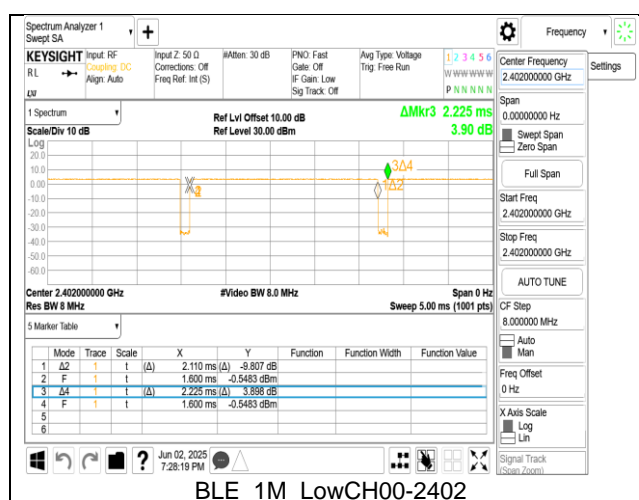 Spectrum Analyzer 1
Swept SA
Frequency
KEYSIGHT Input: RF Input Z: 50 Ω #Atten: 30 dB PNO: Fast Avg Type: Voltage 1 2 3 4 5 6
RL Coupling: DC Corrections: Off Gate: Off Trig: Free Run W W W W W W
Align: Auto Freq Ref: Int (S) IF Gain: Low
Sig Track: Off P N N N N N
LXI
Center Frequency
2.402000000 GHz
Settings
1 Spectrum
Ref Lvl Offset 10.00 dB ΔMkr3 2.225 ms
Scale/Div 10 dB Ref Level 30.00 dBm 3.90 dB
Log
20.0
10.0
0.00
-10.0
-20.0
-30.0
-40.0
-50.0
-60.0
3Δ4
1Δ2
Center 2.402000000 GHz #Video BW 8.0 MHz Span 0 Hz
Res BW 8 MHz Sweep 5.00 ms (1001 pts)
Span
0.00000000 Hz
Swept Span
Zero Span
Full Span
Start Freq
2.402000000 GHz
Stop Freq
2.402000000 GHz
AUTO TUNE
CF Step
8.000000 MHz
Auto
Man
Freq Offset
0 Hz
X Axis Scale
Log
Lin
Signal Track
(Span Zoom)
5 Marker Table
Mode Trace Scale X Y Function Function Width Function Value
1 Δ2 1 t (Δ) 2.110 ms (Δ) -9.807 dB
2 F 1 t 1.600 ms -0.5483 dBm
3 Δ4 1 t (Δ) 2.225 ms (Δ) 3.898 dB
4 F 1 t 1.600 ms -0.5483 dBm
5
6
? Jun 02, 2025
7:28:19 PM
BLE_1M_LowCH00-2402